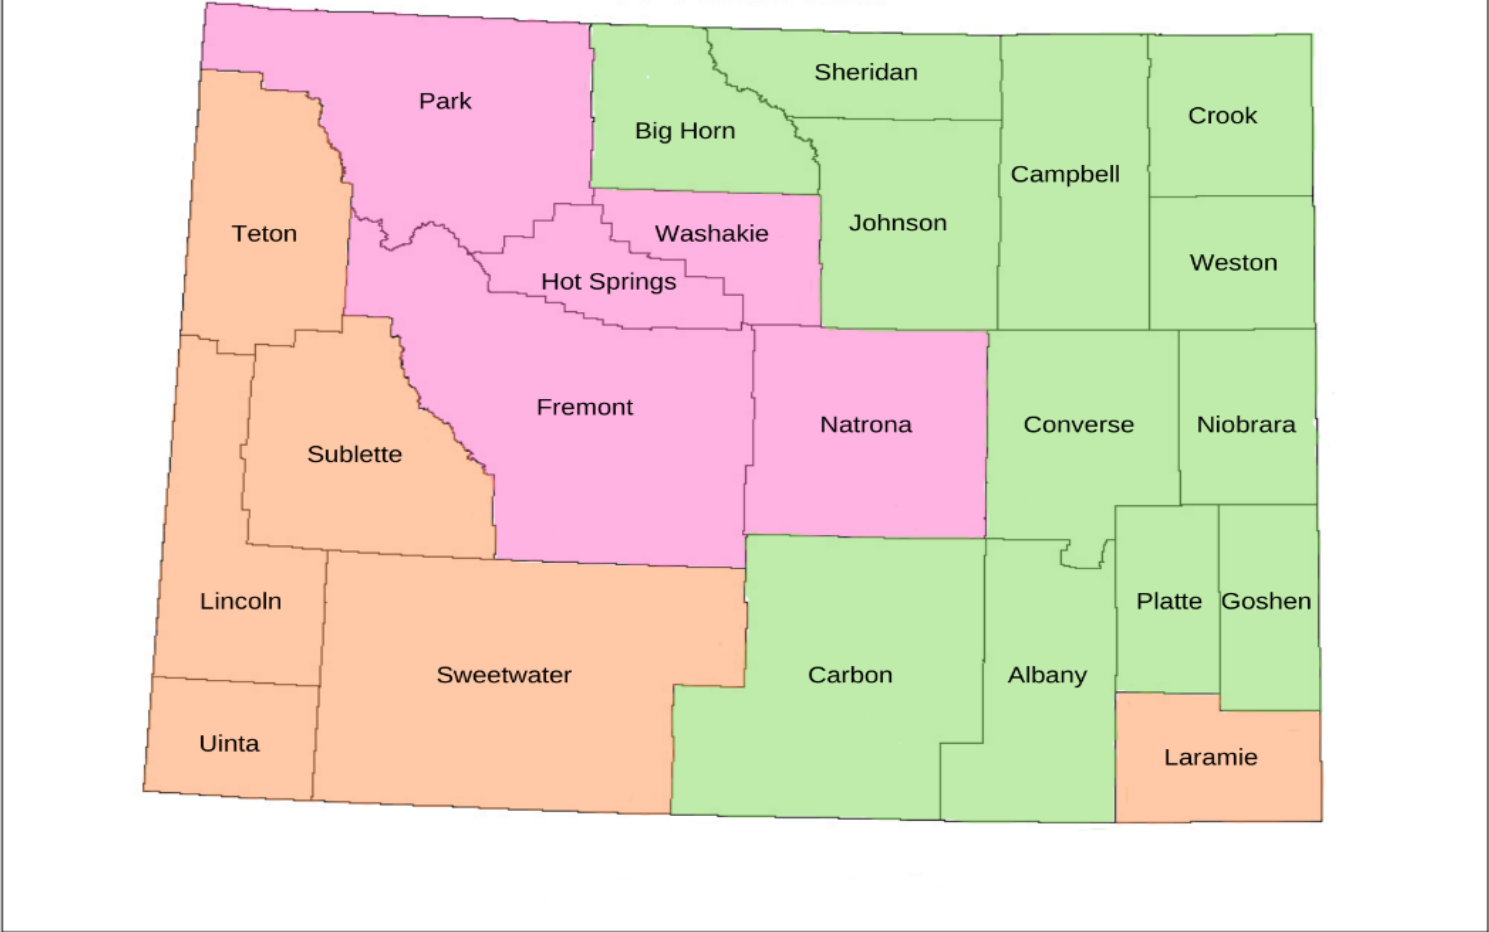 Sheridan
Park
Crook
Big Horn
Campbell
Johnson
Teton
Washakie
Weston
Hot Springs
Fremont
Natrona
Converse
Niobrara
Sublette
Lincoln
Platte
Goshen
Sweetwater
Carbon
Albany
Uinta
Laramie